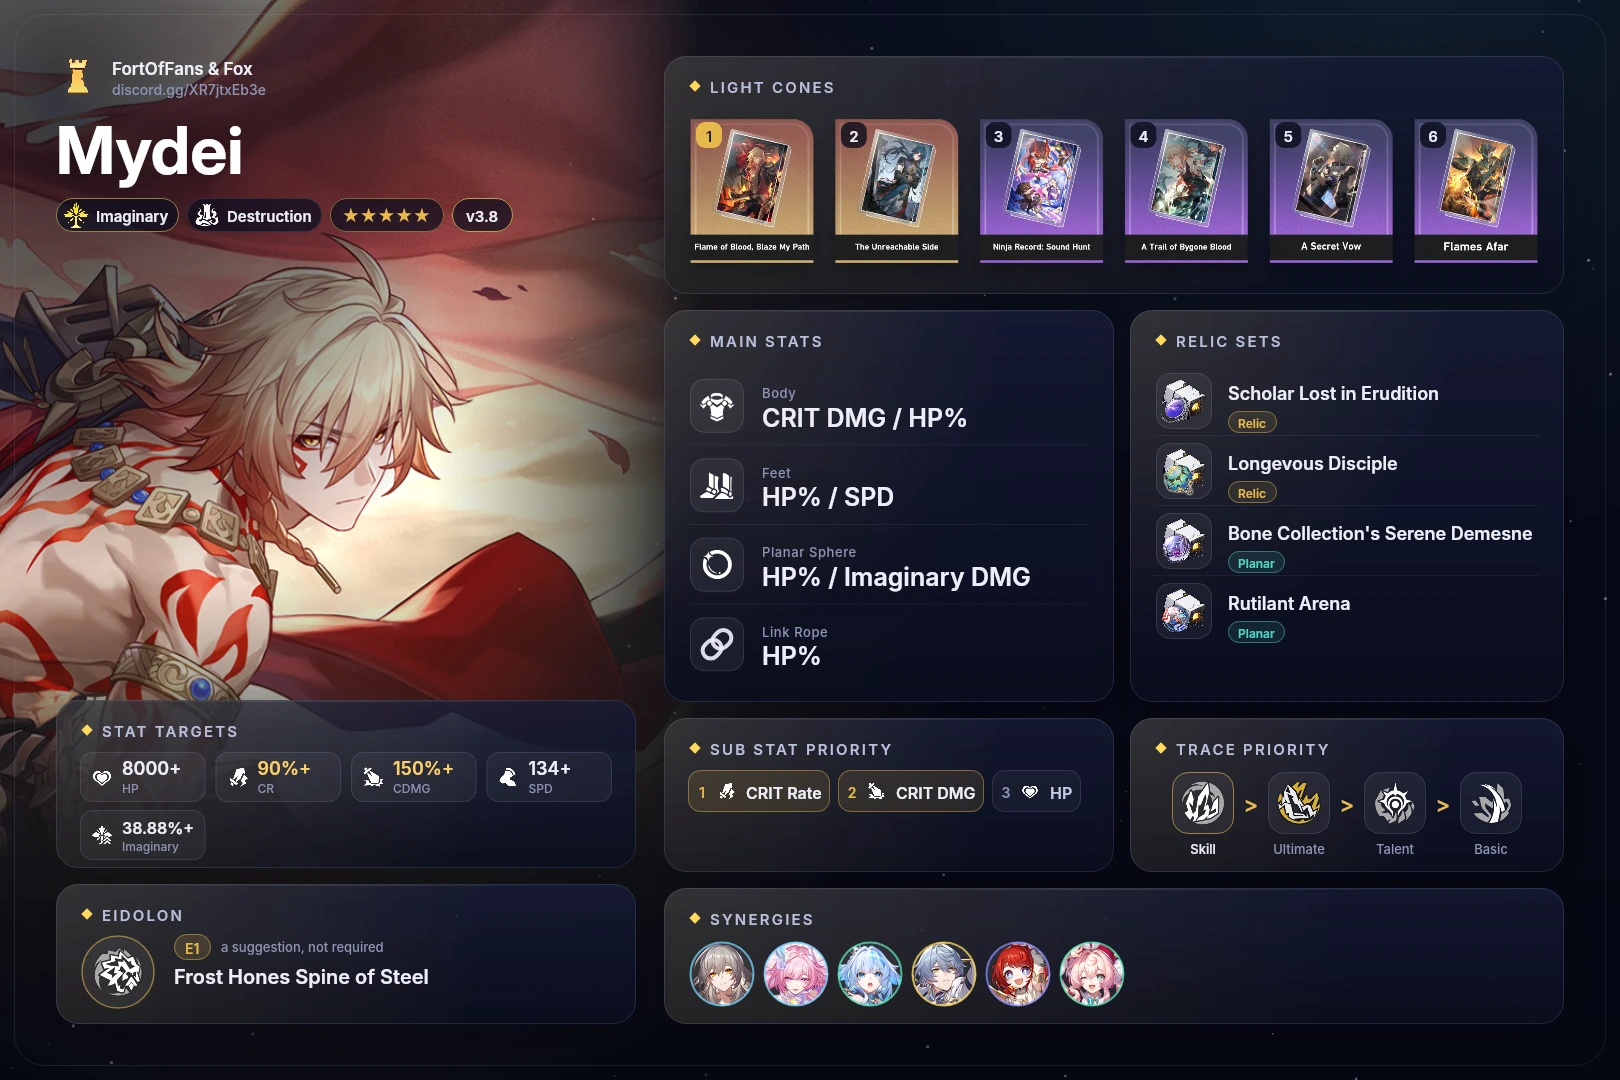 FortOfFans & Fox
discord.gg/XR7jtxEb3e
Mydei
Imaginary
Destruction
v3.8
STAT TARGETS
8000+
HP
90%+
CR
150%+
CDMG
134+
SPD
38.88%+
Imaginary
EIDOLON
E1 a suggestion, not required
Frost Hones Spine of Steel
LIGHT CONES
1
Flame of Blood, Blaze My Path
2
The Unreachable Side
3
Ninja Record: Sound Hunt
4
A Trail of Bygone Blood
5
A Secret Vow
6
Flames Afar
MAIN STATS
Body
CRIT DMG / HP%
Feet
HP% / SPD
Planar Sphere
HP% / Imaginary DMG
Link Rope
HP%
RELIC SETS
Scholar Lost in Erudition
Relic
Longevous Disciple
Relic
Bone Collection's Serene Demesne
Planar
Rutilant Arena
Planar
SUB STAT PRIORITY
1 CRIT Rate
2 CRIT DMG
3 HP
TRACE PRIORITY
> > >
Skill
Ultimate
Talent
Basic
SYNERGIES